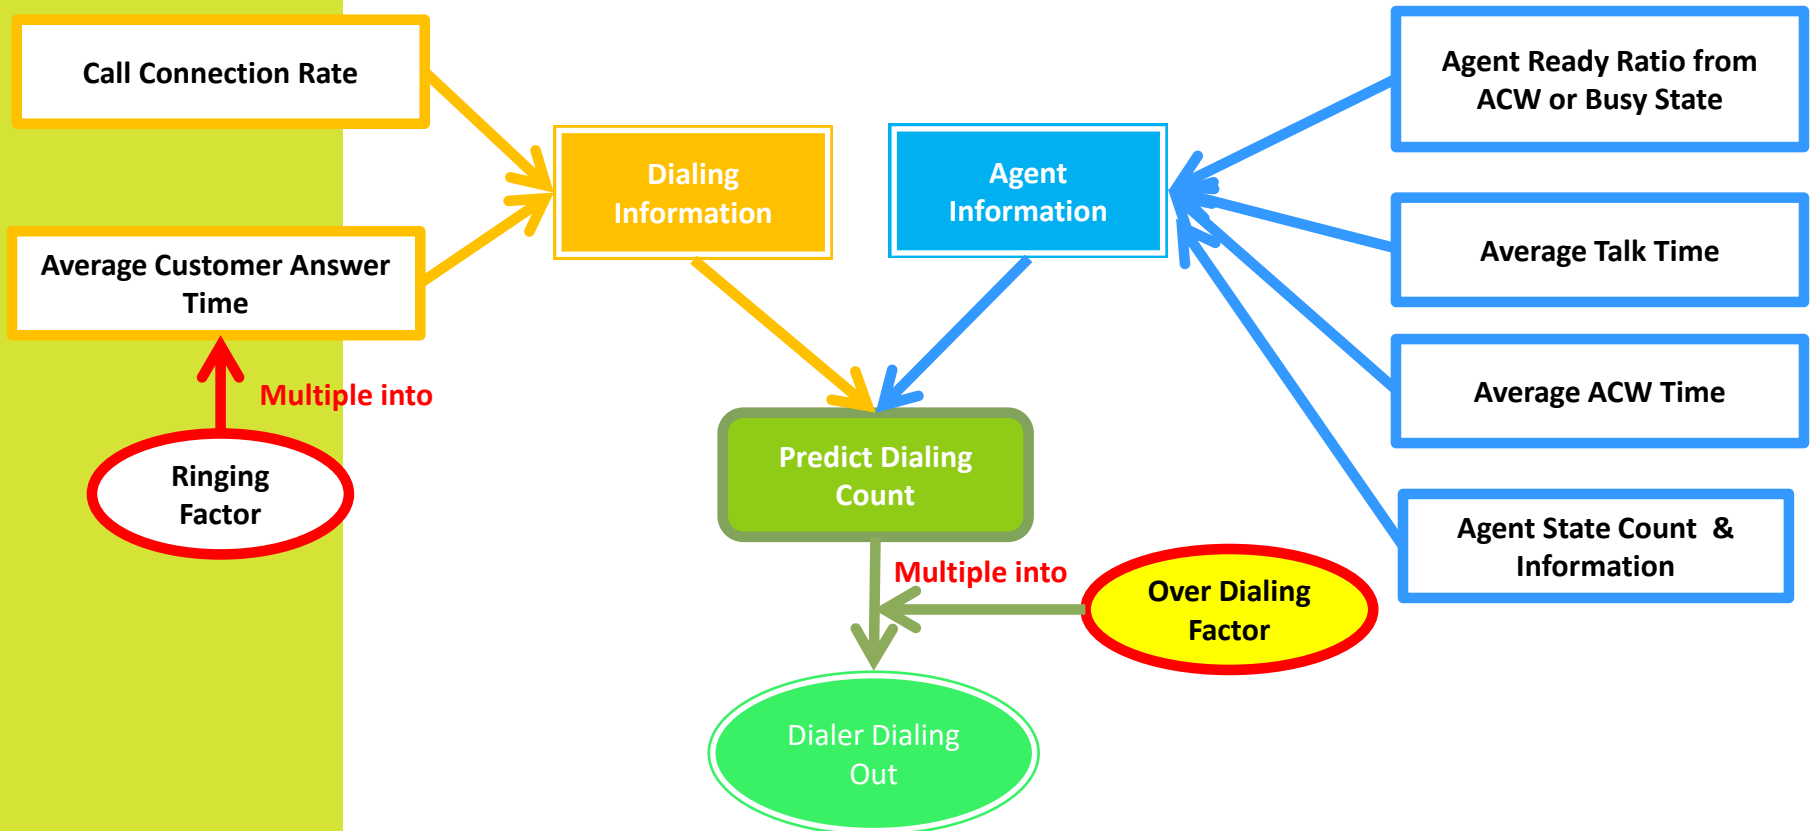 Call Connection Rate
Agent Ready Ratio from
ACW or Busy State
Dialing
Information
Agent
Information
Average Customer Answer
Time
Average Talk Time
Multiple into
Average ACW Time
Ringing
Factor
Predict Dialing
Count
Agent State Count  &
Information
Multiple into
Over Dialing
Factor
Dialer Dialing
Out